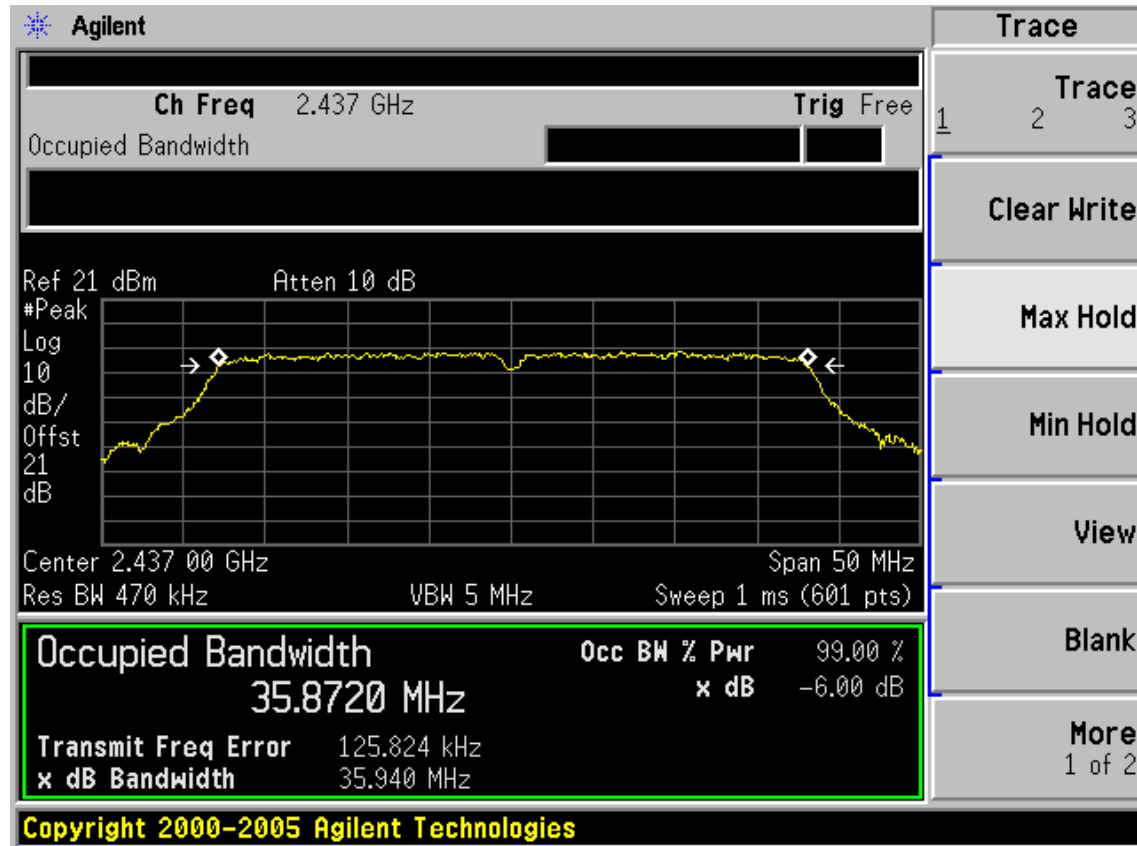 Agilent
Trace
Ch Freq 2.437 GHz Trig Free
Occupied Bandwidth
Trace
1 2 3
Clear Write
Max Hold
Min Hold
View
Blank
More
1 of 2
Ref 21 dBm Atten 10 dB
#Peak
Log
10
dB/
Offst
21
dB
Center 2.437 00 GHz Span 50 MHz
Res BW 470 kHz VBW 5 MHz Sweep 1 ms (601 pts)
Occupied Bandwidth Occ BW % Pwr 99.00 %
35.8720 MHz x dB -6.00 dB
Transmit Freq Error 125.824 kHz
x dB Bandwidth 35.940 MHz
Copyright 2000-2005 Agilent Technologies